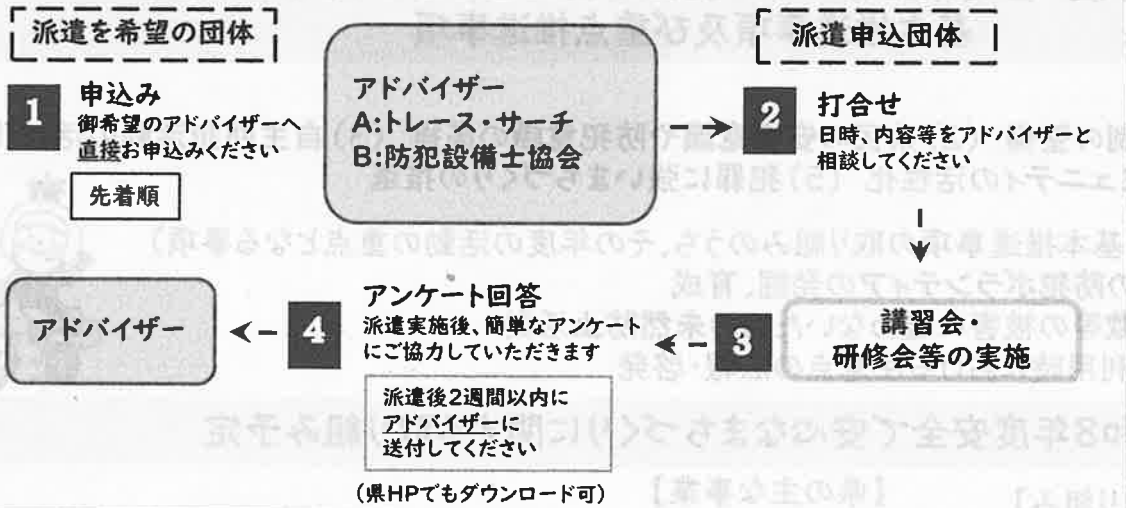 派遣を希望の団体
1
申込み
御希望のアドバイザーへ
直接お申込みください
先着順
アドバイザー
A:トレース・サーチ
B:防犯設備士協会
派遣申込団体
2
打合せ
日時、内容等をアドバイザーと
相談してください
3
講習会・
研修会等の実施
4
アンケート回答
派遣実施後、簡単なアンケート
にご協力していただきます
派遣後2週間以内に
アドバイザーに
送付してください
(県HPでもダウンロード可)
アドバイザー